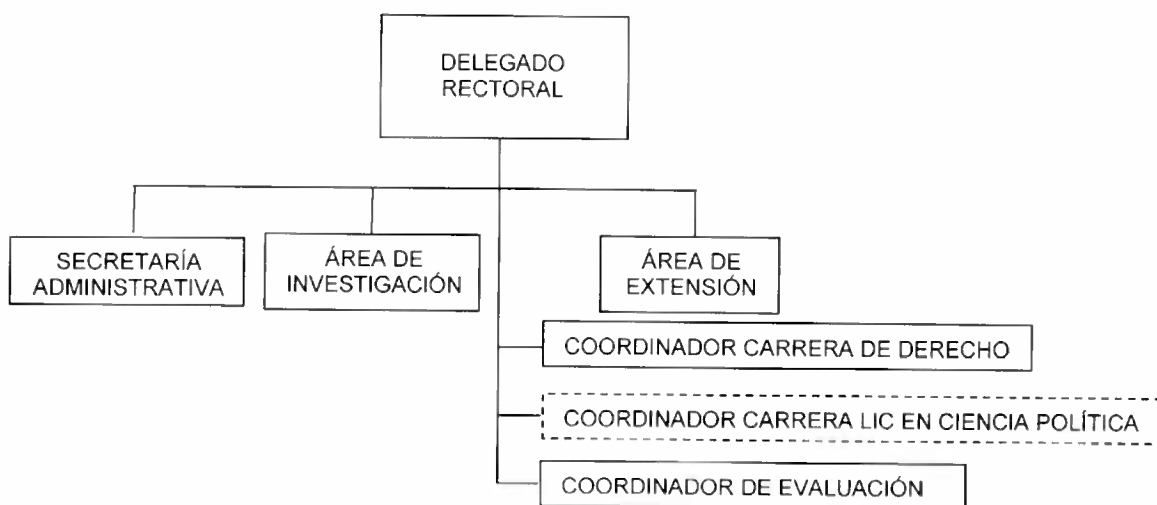 DELEGADO
RECTORAL
SECRETARÍA
ADMINISTRATIVA
ÁREA DE
INVESTIGACIÓN
ÁREA DE
EXTENSIÓN
COORDINADOR CARRERA DE DERECHO
COORDINADOR CARRERA LIC EN CIENCIA POLÍTICA
COORDINADOR DE EVALUACIÓN